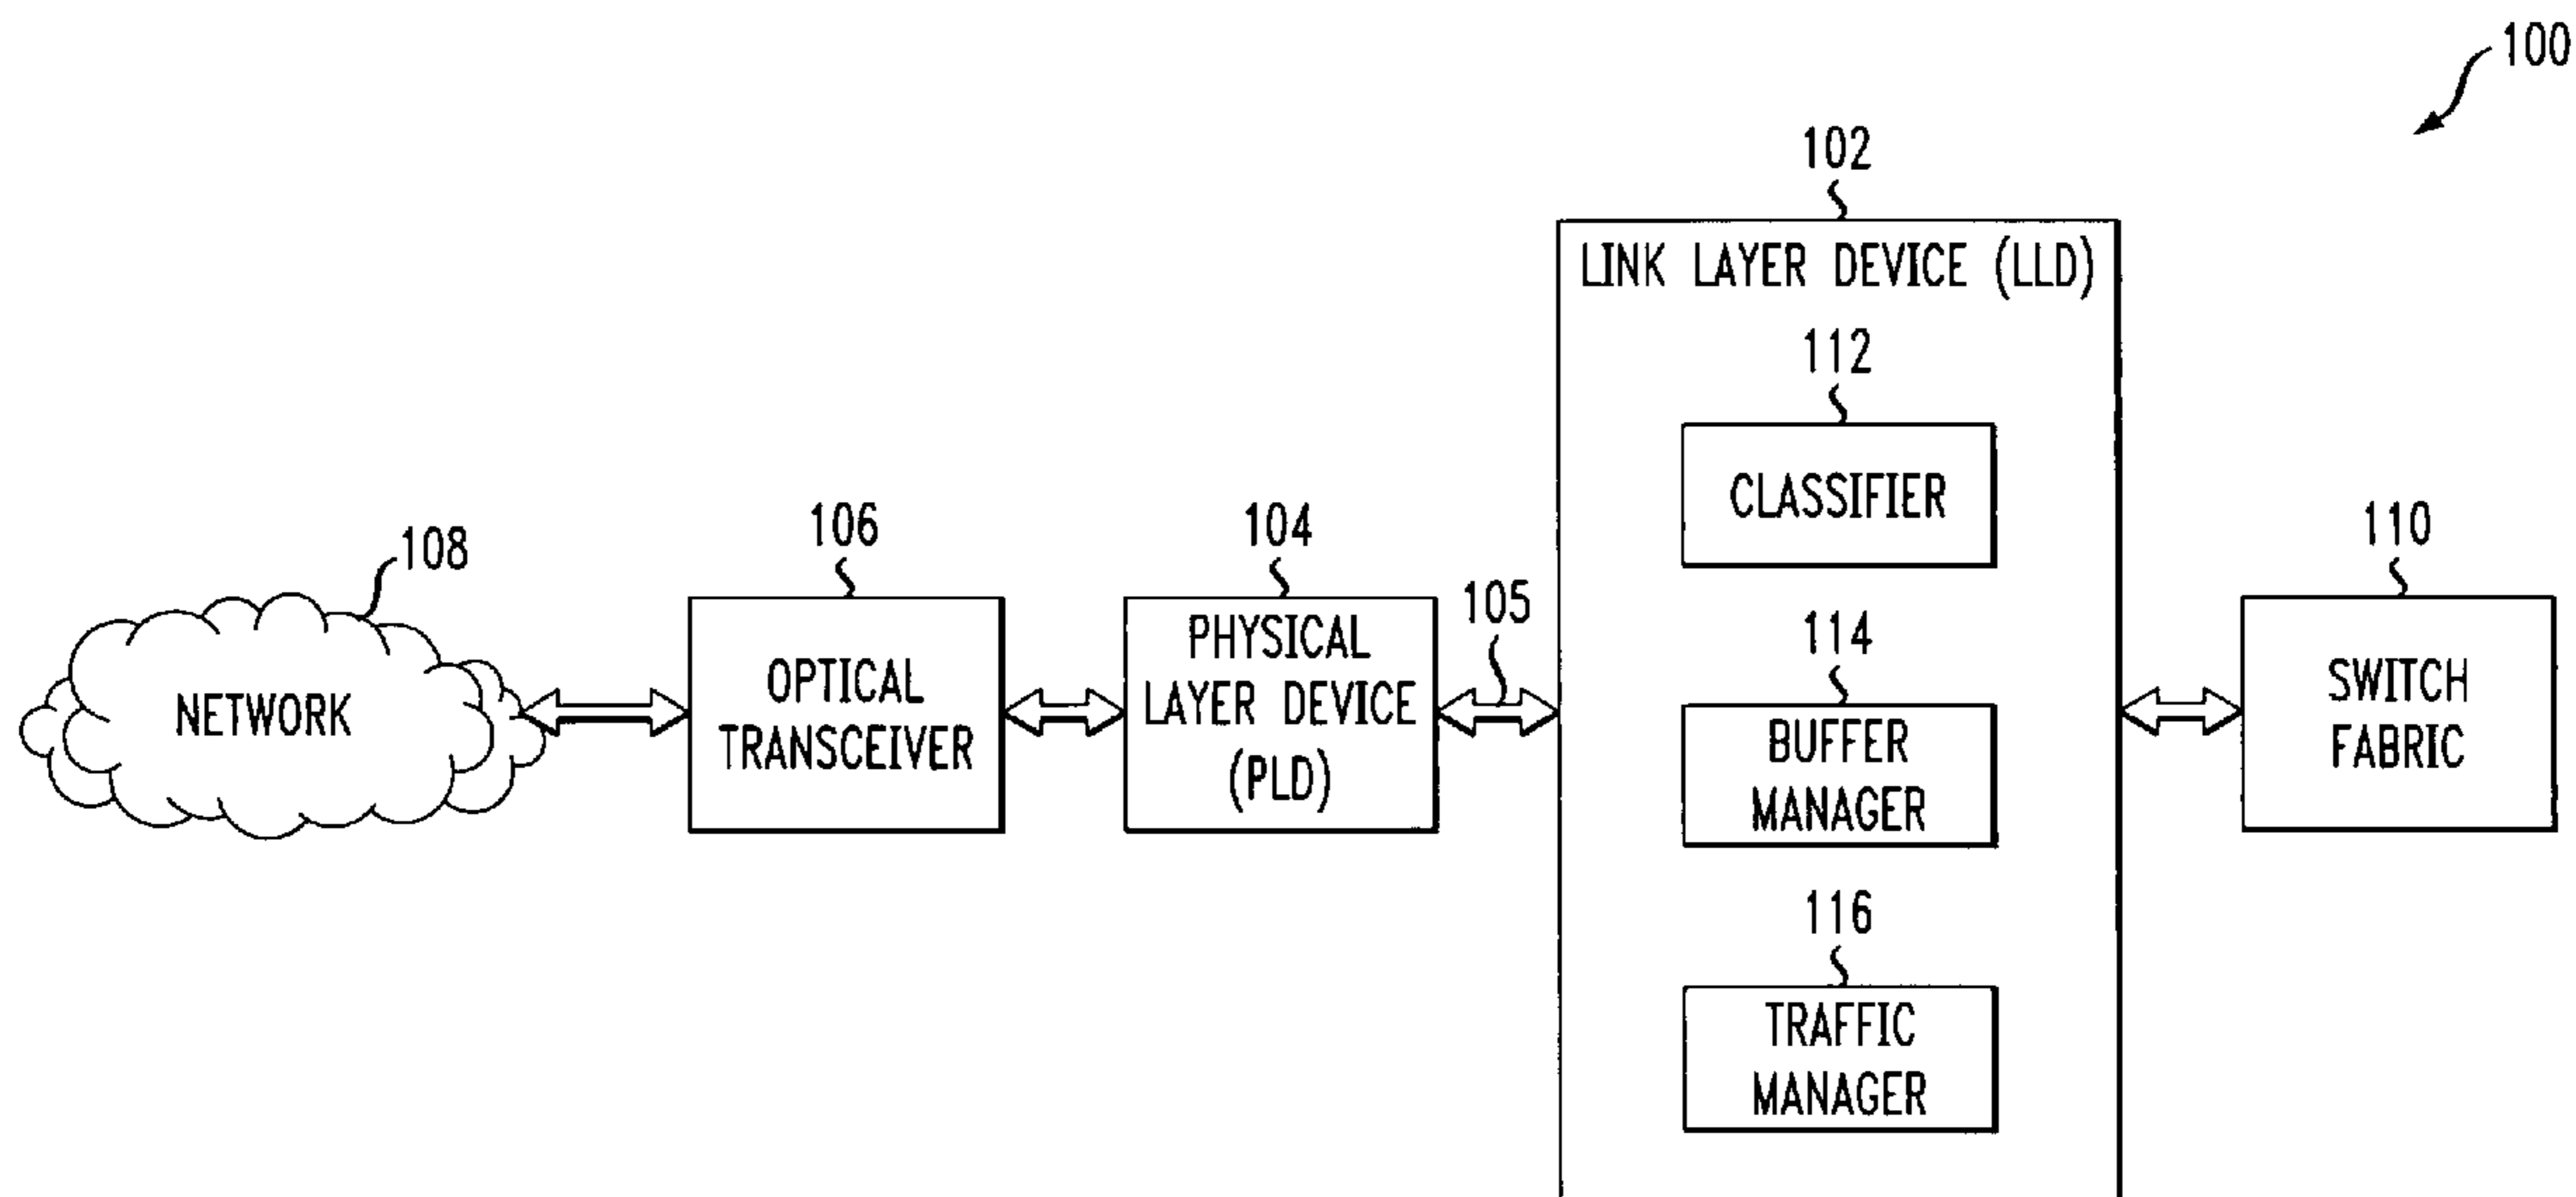 100
102
LINK LAYER DEVICE (LLD)
112
CLASSIFIER
108
106
104
105
110
NETWORK
OPTICAL
TRANSCEIVER
PHYSICAL
LAYER DEVICE
(PLD)
114
BUFFER
MANAGER
SWITCH
FABRIC
116
TRAFFIC
MANAGER